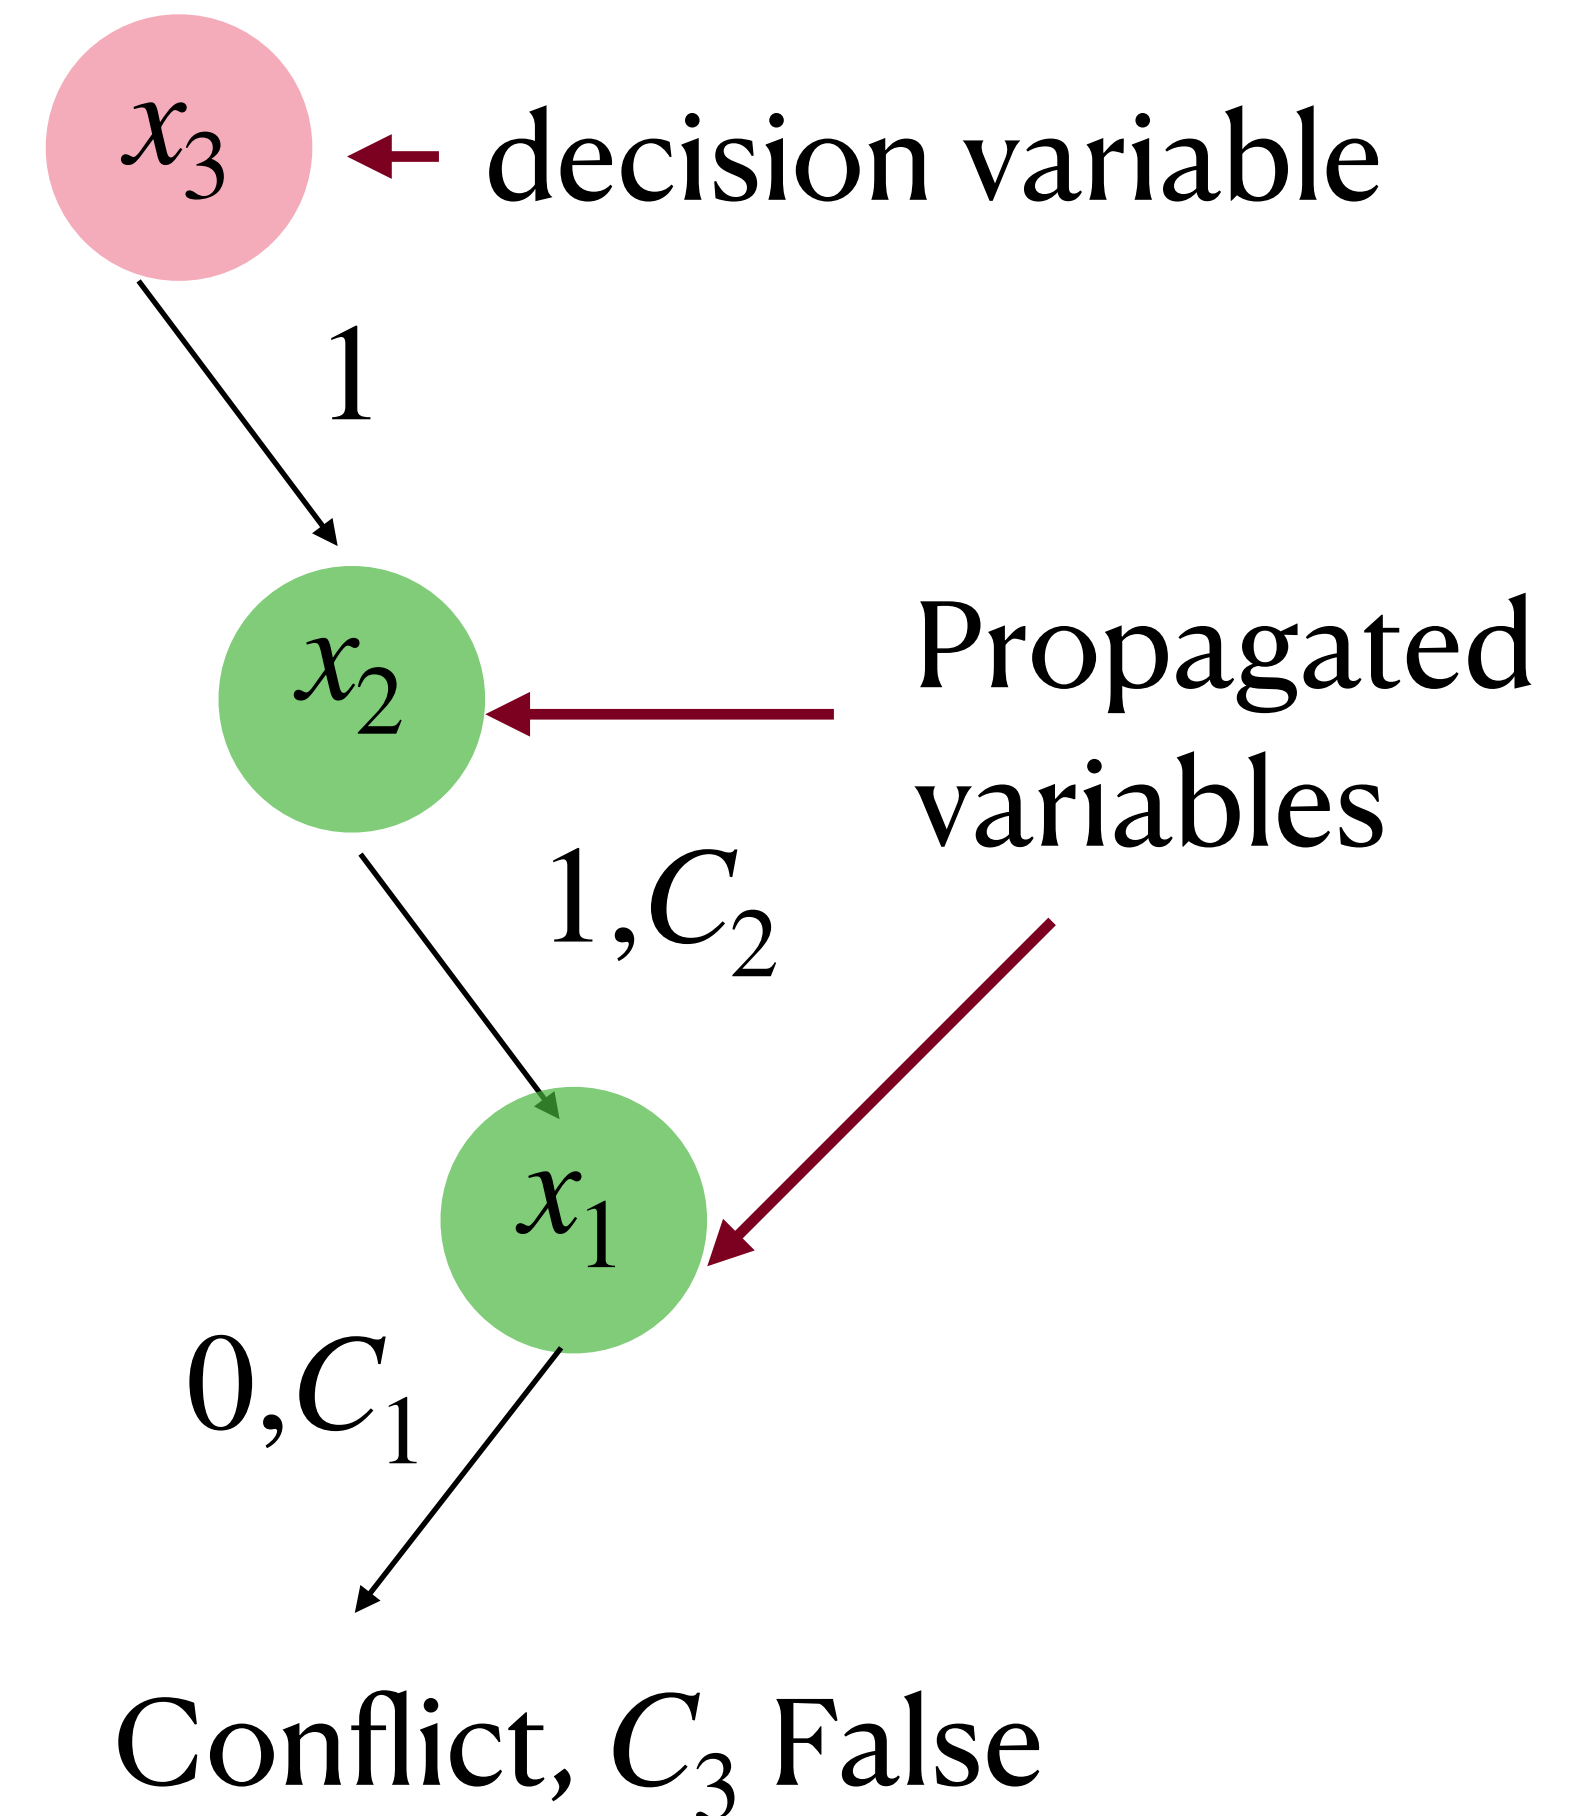 x₃
decision variable
1
x₂
Propagated
variables
1,C₂
x₁
0,C₁
Conflict, C₃ False